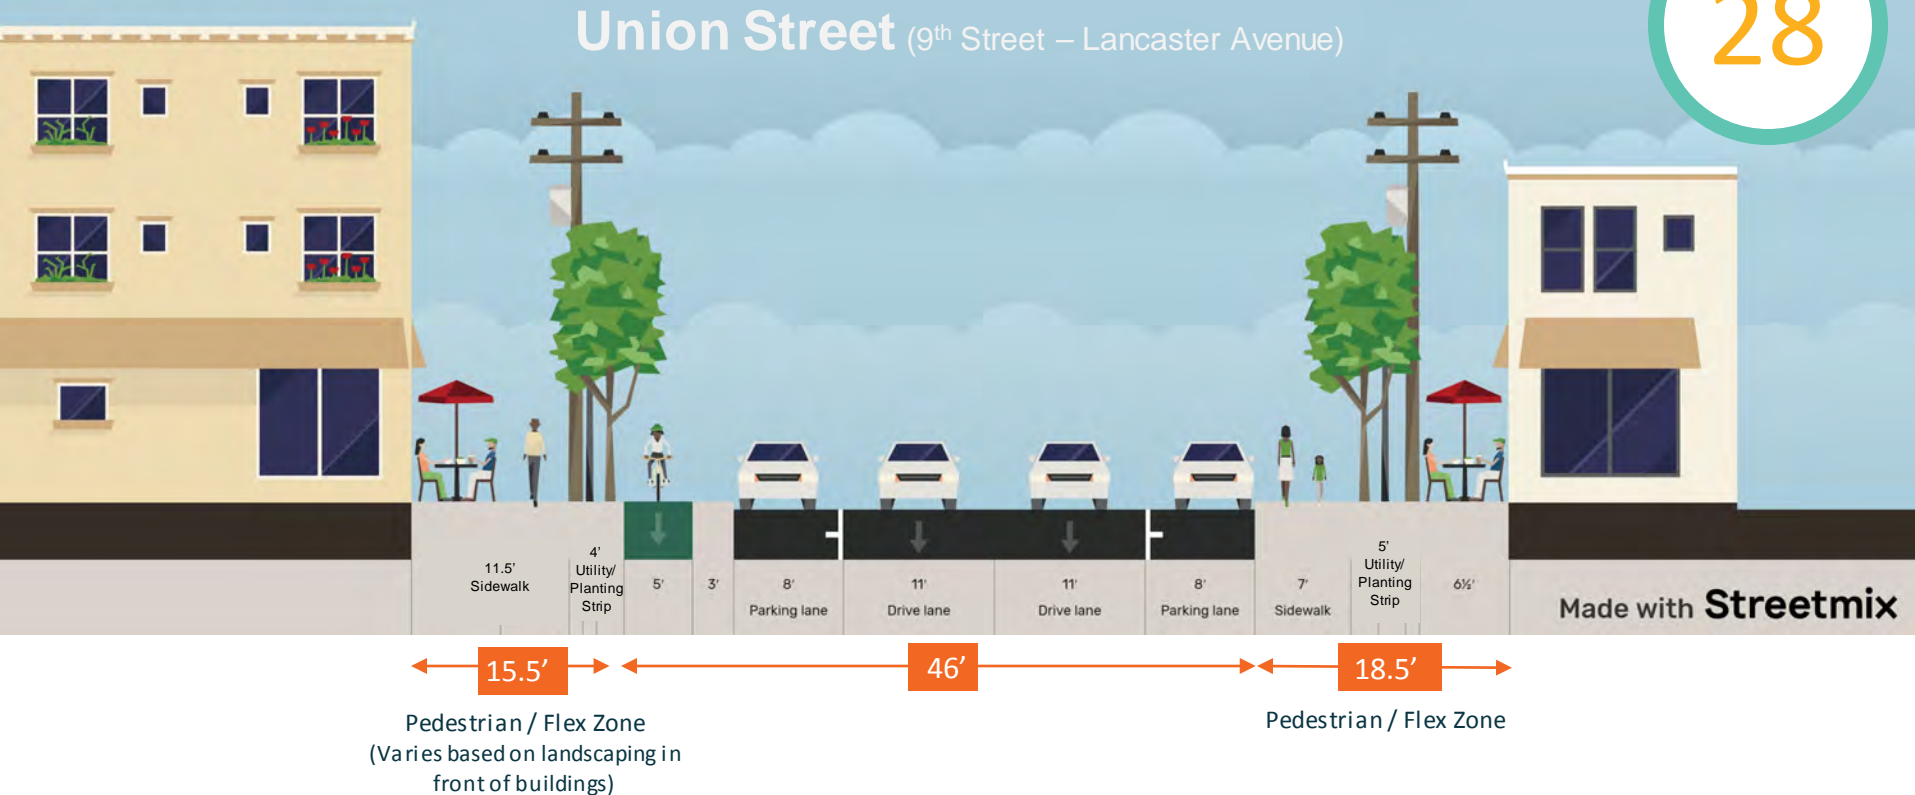 Union Street (9th Street – Lancaster Avenue)
28
11.5’
Sidewalk
4’
Utility/
Planting
Strip
5'
3'
8'
Parking lane
11'
Drive lane
11'
Drive lane
8'
Parking lane
7'
Sidewalk
5’
Utility/
Planting
Strip
6½'
Made with Streetmix
15.5’
46’
18.5’
Pedestrian / Flex Zone
(Varies based on landscaping in
front of buildings)
Pedestrian / Flex Zone